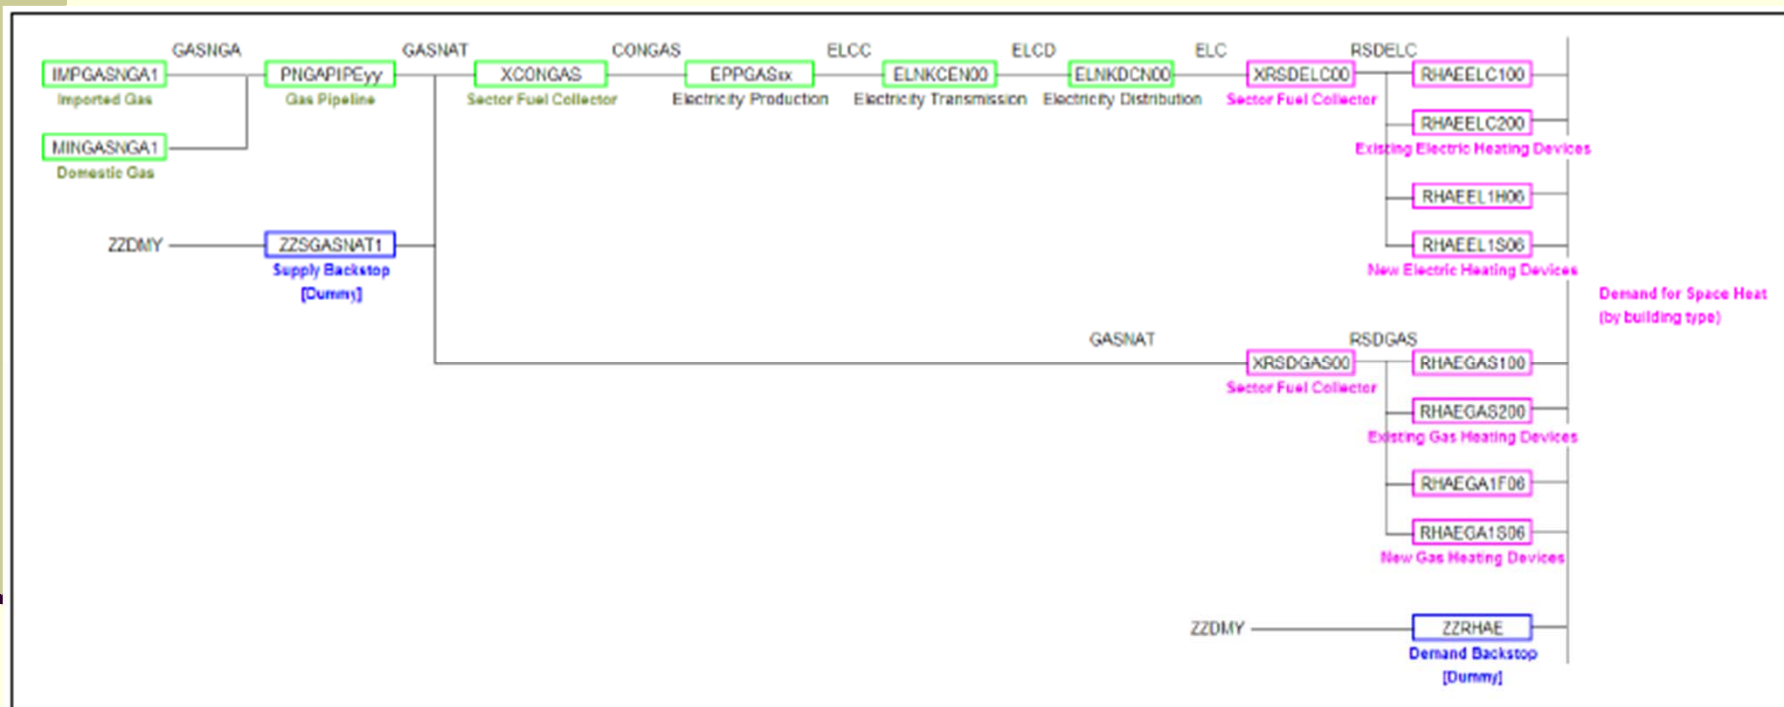 GASNGA GASNAT CONGAS ELCC ELCD ELC RSDELC
IMPGASNGA1 PNGAPIPEyy XCONGAS EPPGASxx ELNKCEN00 ELNKDCN00 XRSDELC00 RHAEELC100
Imported Gas Gas Pipeline Sector Fuel Collector Electricity Production Electricity Transmission Electricity Distribution Sector Fuel Collector
RHAEELC200
MINGASNGA1 Existing Electric Heating Devices
Domestic Gas
RHAEEL1H06
ZZDMY ZZSGASNAT1 RHAEEL1S06
Supply Backstop New Electric Heating Devices
[Dummy] Demand for Space Heat
(by building type)
GASNAT RSDGAS
XRSDGAS00 RHAEGAS100
Sector Fuel Collector
RHAEGAS200
Existing Gas Heating Devices
RHAEGA1F06
RHAEGA1S06
New Gas Heating Devices
ZZDMY ZZRHAE
Demand Backstop
[Dummy]